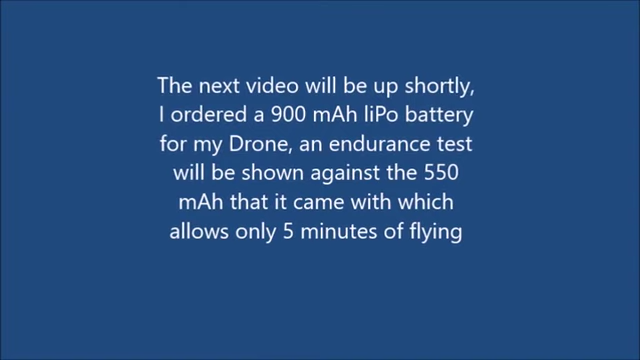 The next video will be up shortly,
I ordered a 900 mAh liPo battery
for my Drone, an endurance test
will be shown against the 550
mAh that it came with which
allows only 5 minutes of flying